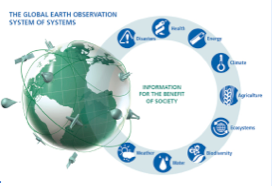 THE GLOBAL EARTH OBSERVATION
SYSTEM OF SYSTEMS
Disasters
Health
Energy
Climate
Agriculture
Ecosystems
Biodiversity
Water
Weather
INFORMATION
FOR THE BENEFIT
OF SOCIETY